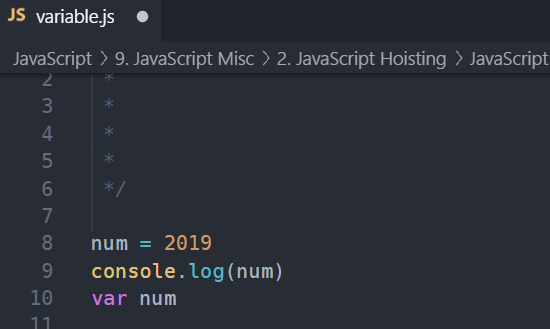 JS variable.js
JavaScript > 9. JavaScript Misc > 2. JavaScript Hoisting > JavaScript
2 *
3 *
4 *
5 *
6 */
7
8 num = 2019
9 console.log(num)
10 var num
11